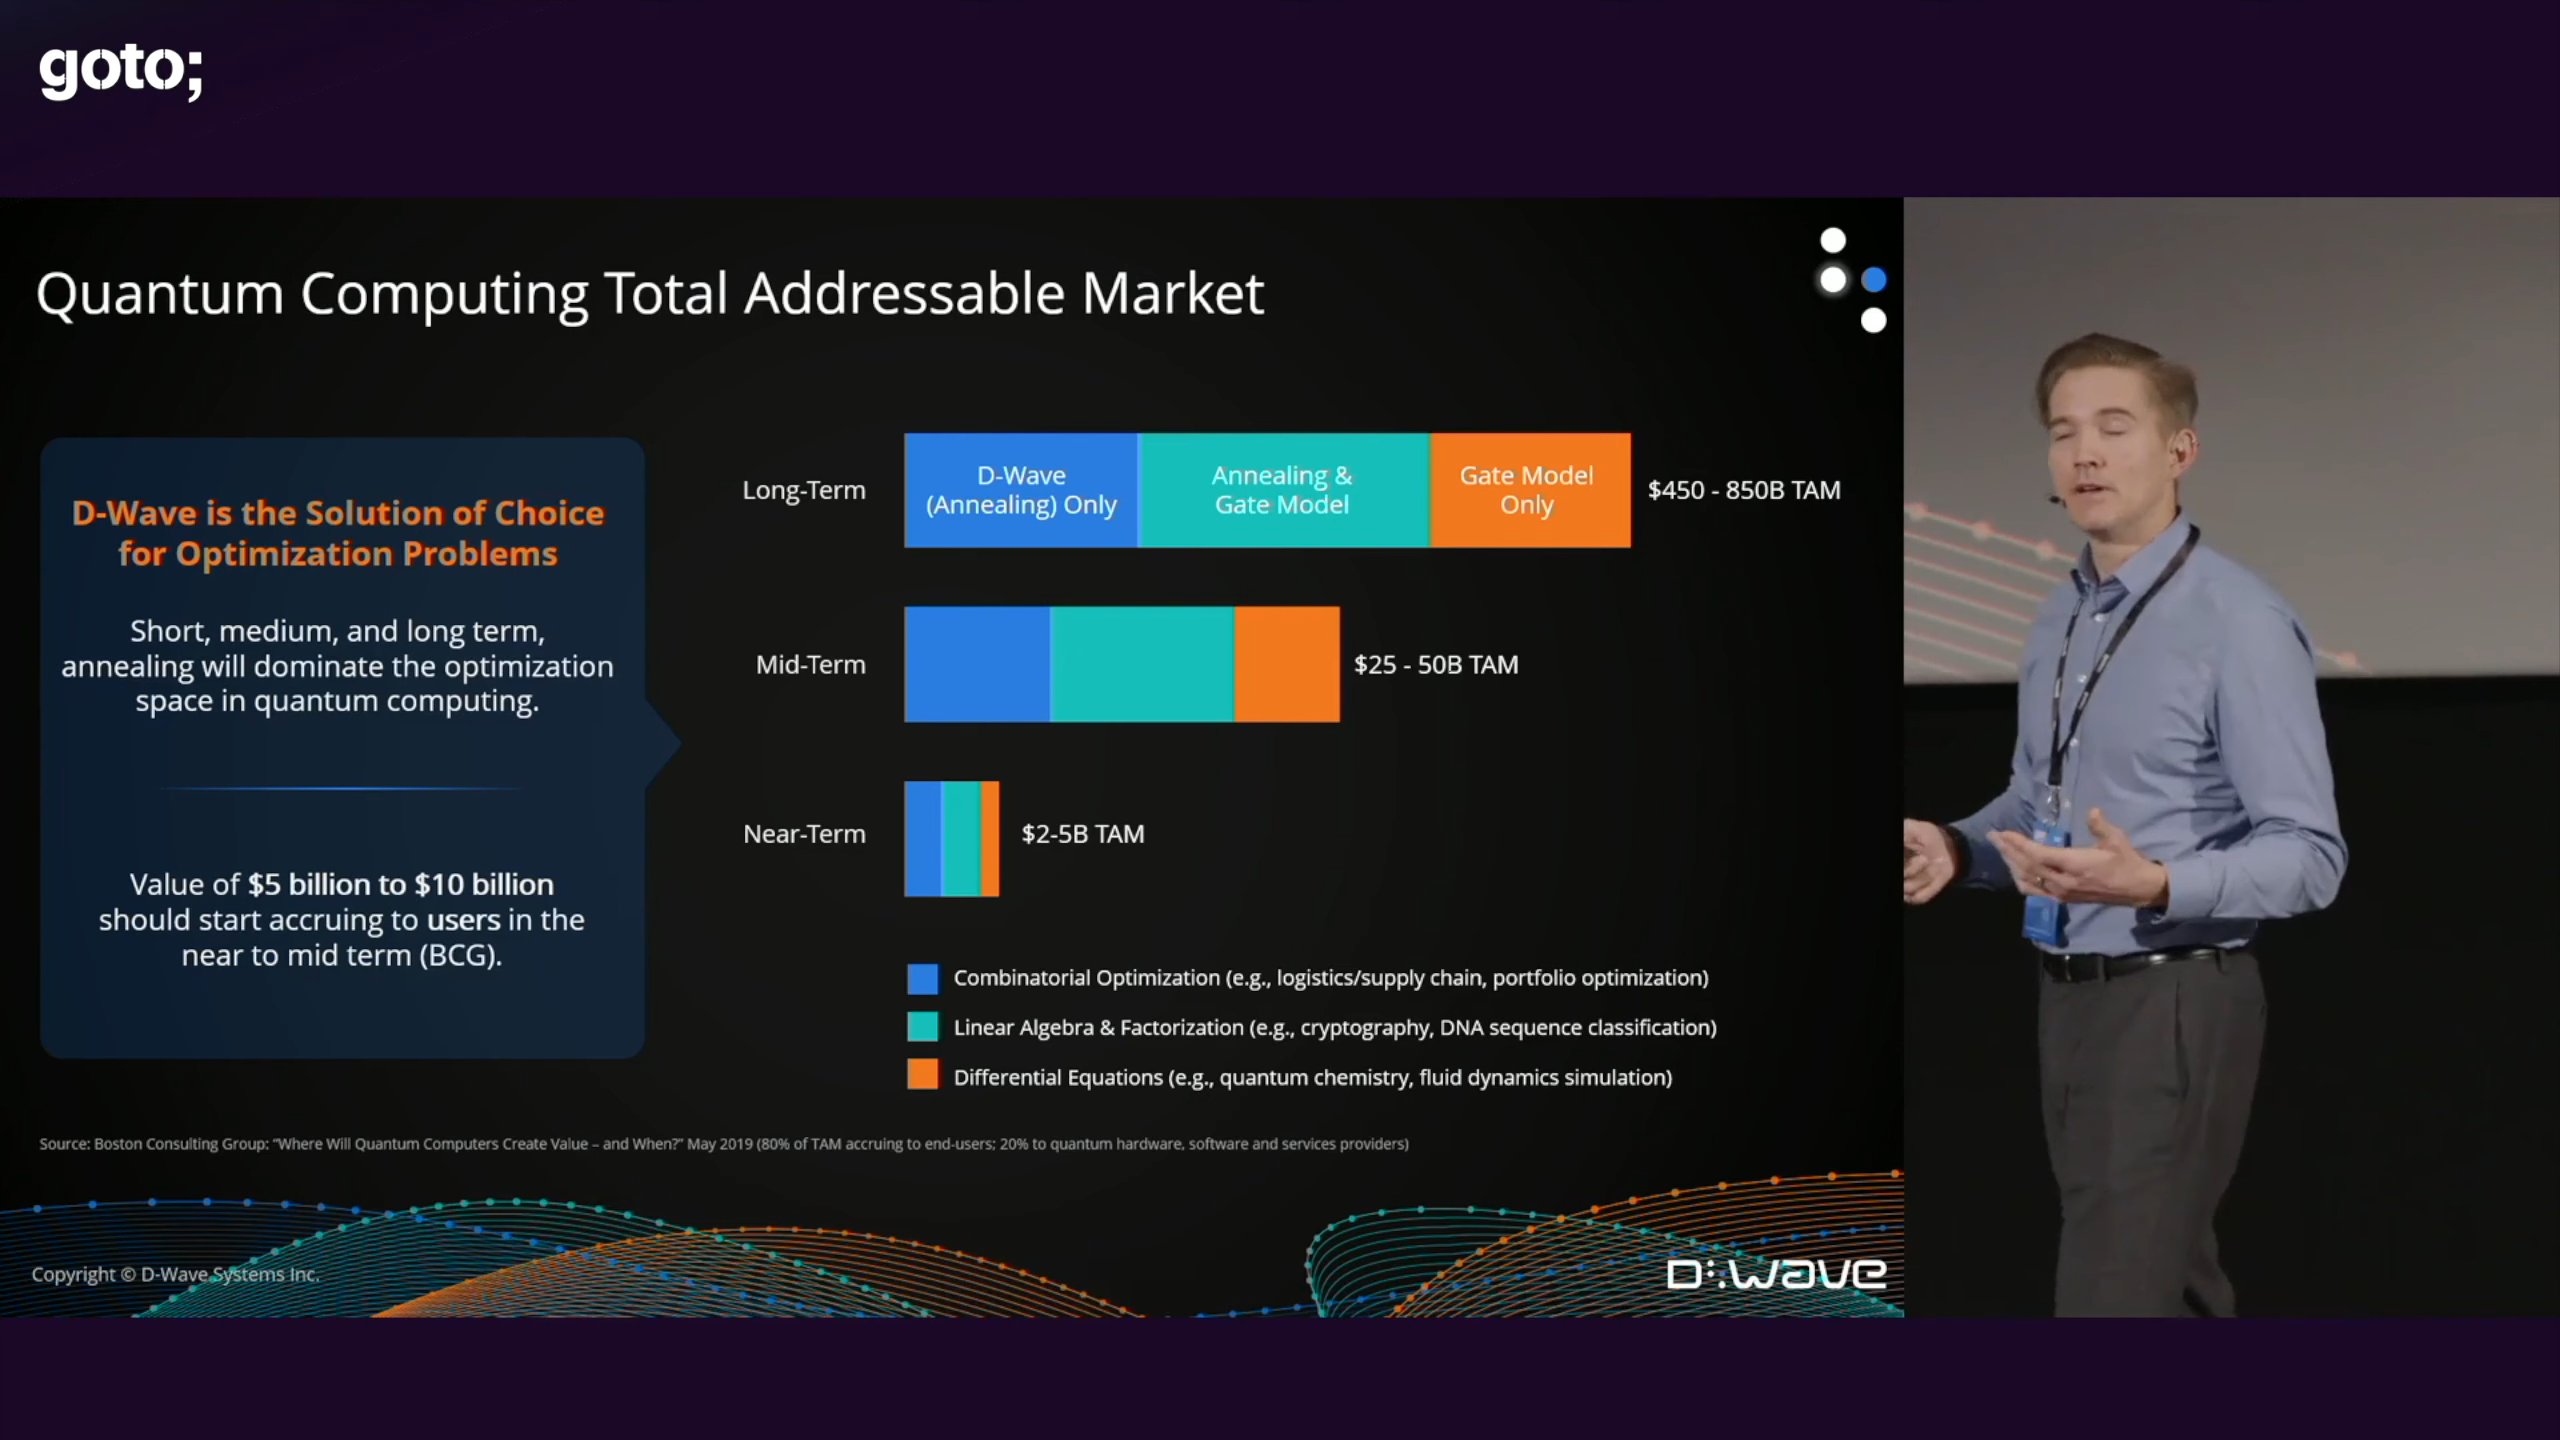 goto;
Quantum Computing Total Addressable Market
D-Wave is the Solution of Choice
for Optimization Problems
Short, medium, and long term,
annealing will dominate the optimization
space in quantum computing.
Value of $5 billion to $10 billion
should start accruing to users in the
near to mid term (BCG).
Long-Term
D-Wave
(Annealing) Only
Annealing &
Gate Model
Gate Model
Only
$450 - 850B TAM
Mid-Term
$25 - 50B TAM
Near-Term
$2-5B TAM
Combinatorial Optimization (e.g., logistics/supply chain, portfolio optimization)
Linear Algebra & Factorization (e.g., cryptography, DNA sequence classification)
Differential Equations (e.g., quantum chemistry, fluid dynamics simulation)
Source: Boston Consulting Group: “Where Will Quantum Computers Create Value – and When?” May 2019 (80% of TAM accruing to end-users; 20% to quantum hardware, software and services providers)
Copyright © D-Wave Systems Inc.
D:Wave